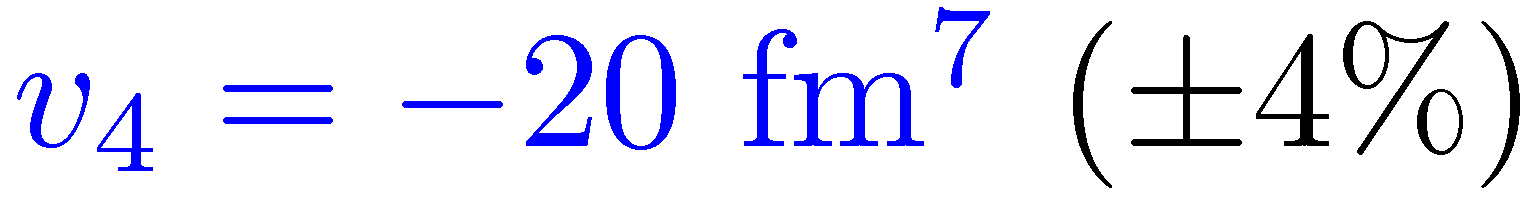 v₄ = −20 fm⁷ (±4%)